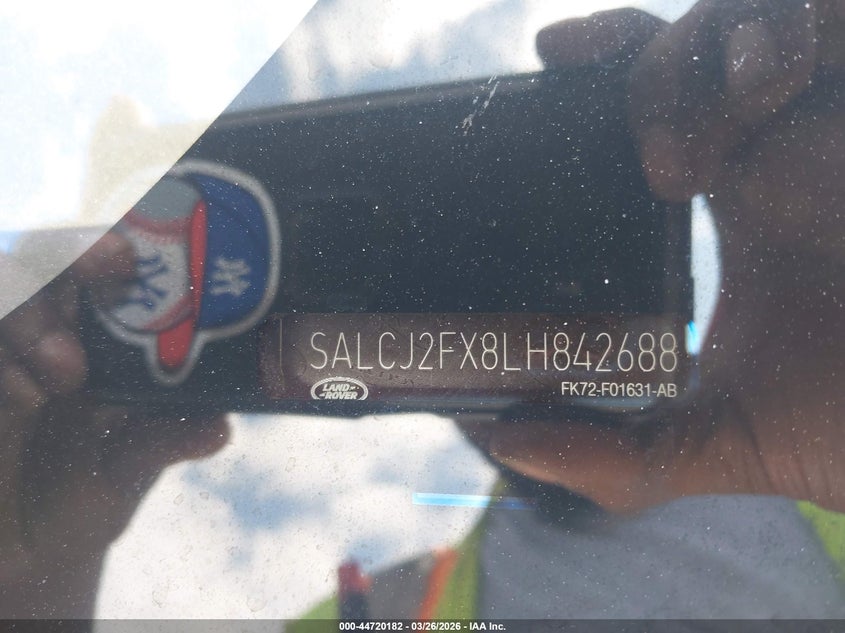 SALCJ2FX8LH842688
LAND-
-ROVER
FK72-F01631-AB
000-44720182 - 03/26/2026 - IAA Inc.